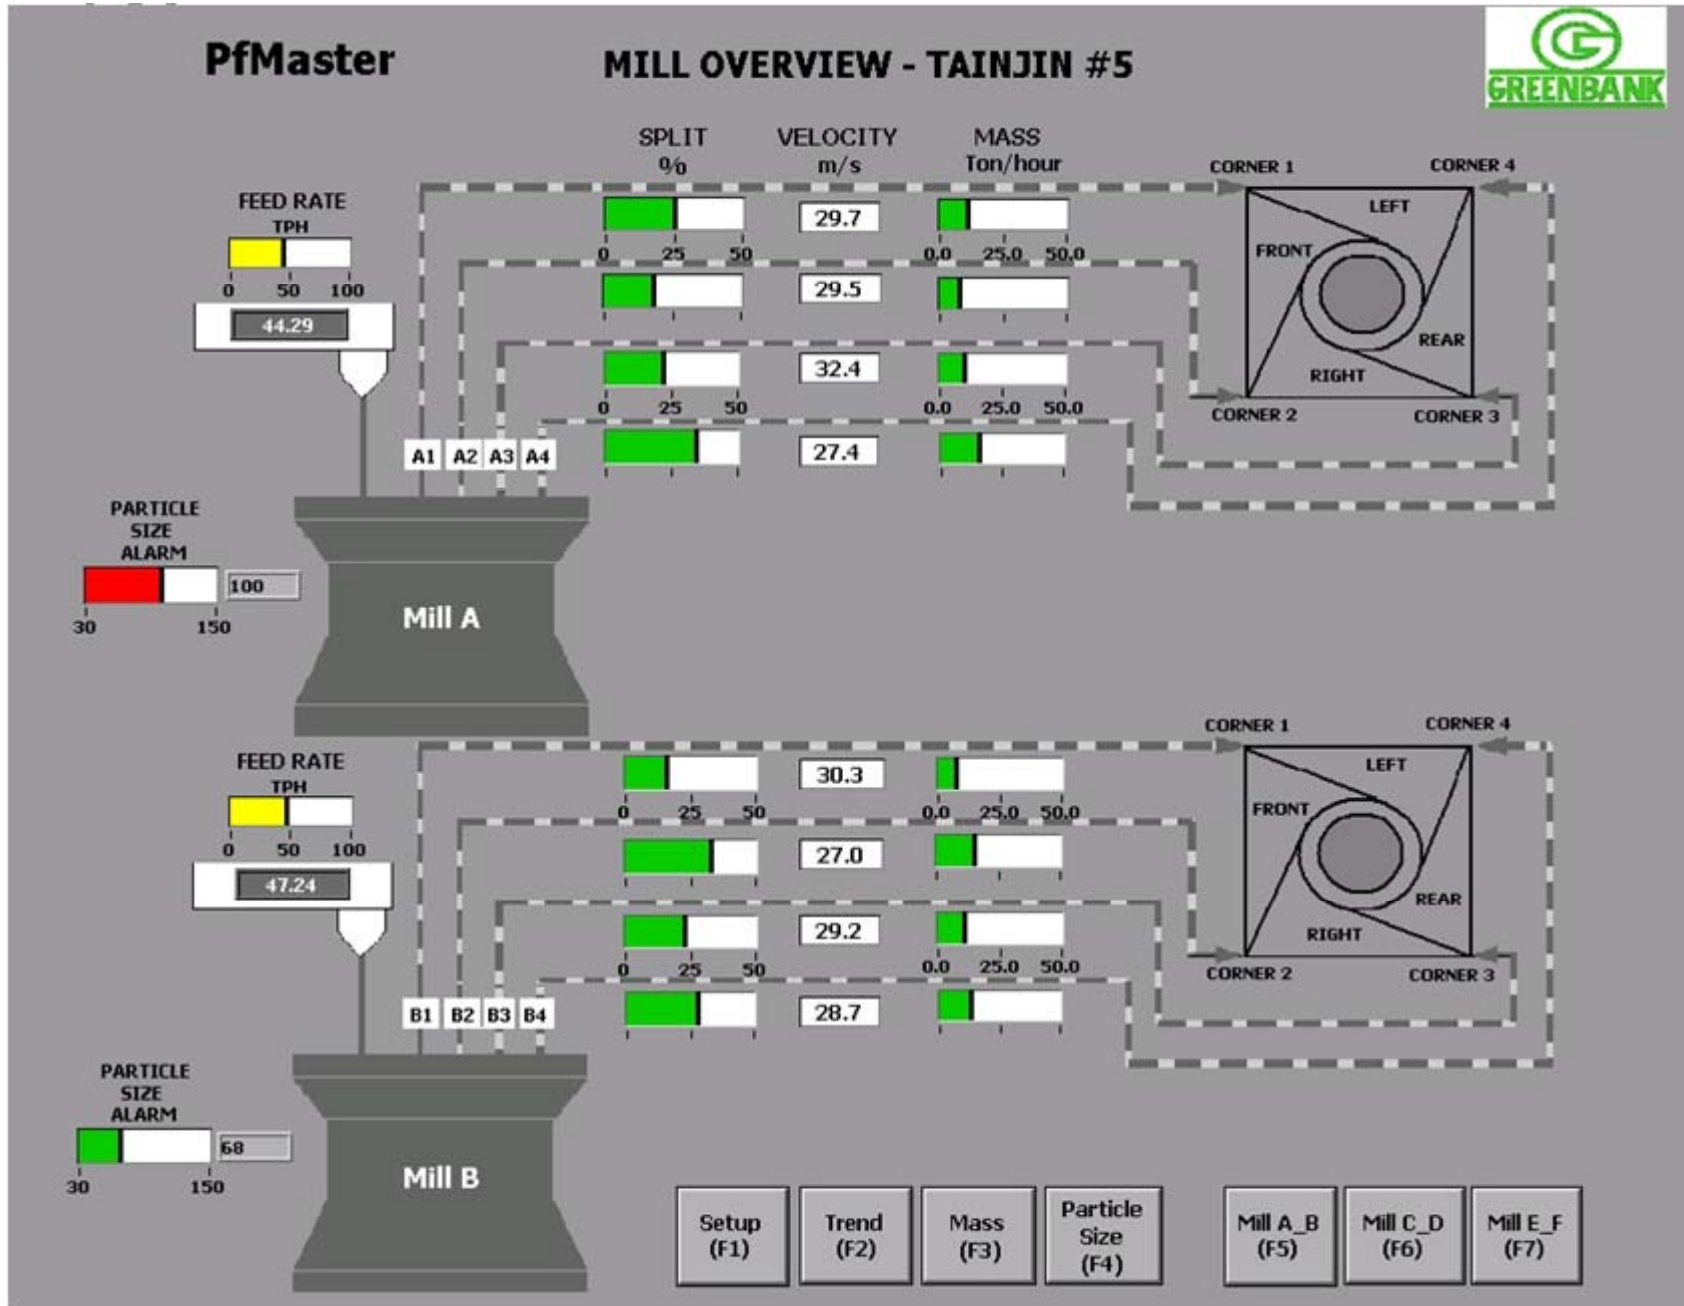 PfMaster
MILL OVERVIEW - TAINJIN #5
GREENBANK
SPLIT VELOCITY MASS
% m/s Ton/hour
CORNER 1 CORNER 4
FEED RATE
TPH
0 50 100
44.29
29.7
0 25 50 0.0 25.0 50.0
29.5
32.4
0 25 50 0.0 25.0 50.0
27.4
LEFT
FRONT
REAR
RIGHT
CORNER 2 CORNER 3
A1 A2 A3 A4
PARTICLE
SIZE
ALARM
100
30 150
Mill A
CORNER 1 CORNER 4
FEED RATE
TPH
0 50 100
47.24
30.3
0 25 50 0.0 25.0 50.0
27.0
29.2
0 25 50 0.0 25.0 50.0
28.7
LEFT
FRONT
REAR
RIGHT
CORNER 2 CORNER 3
B1 B2 B3 B4
PARTICLE
SIZE
ALARM
68
30 150
Mill B
Setup
(F1)
Trend
(F2)
Mass
(F3)
Particle
Size
(F4)
Mill A_B
(F5)
Mill C_D
(F6)
Mill E_F
(F7)